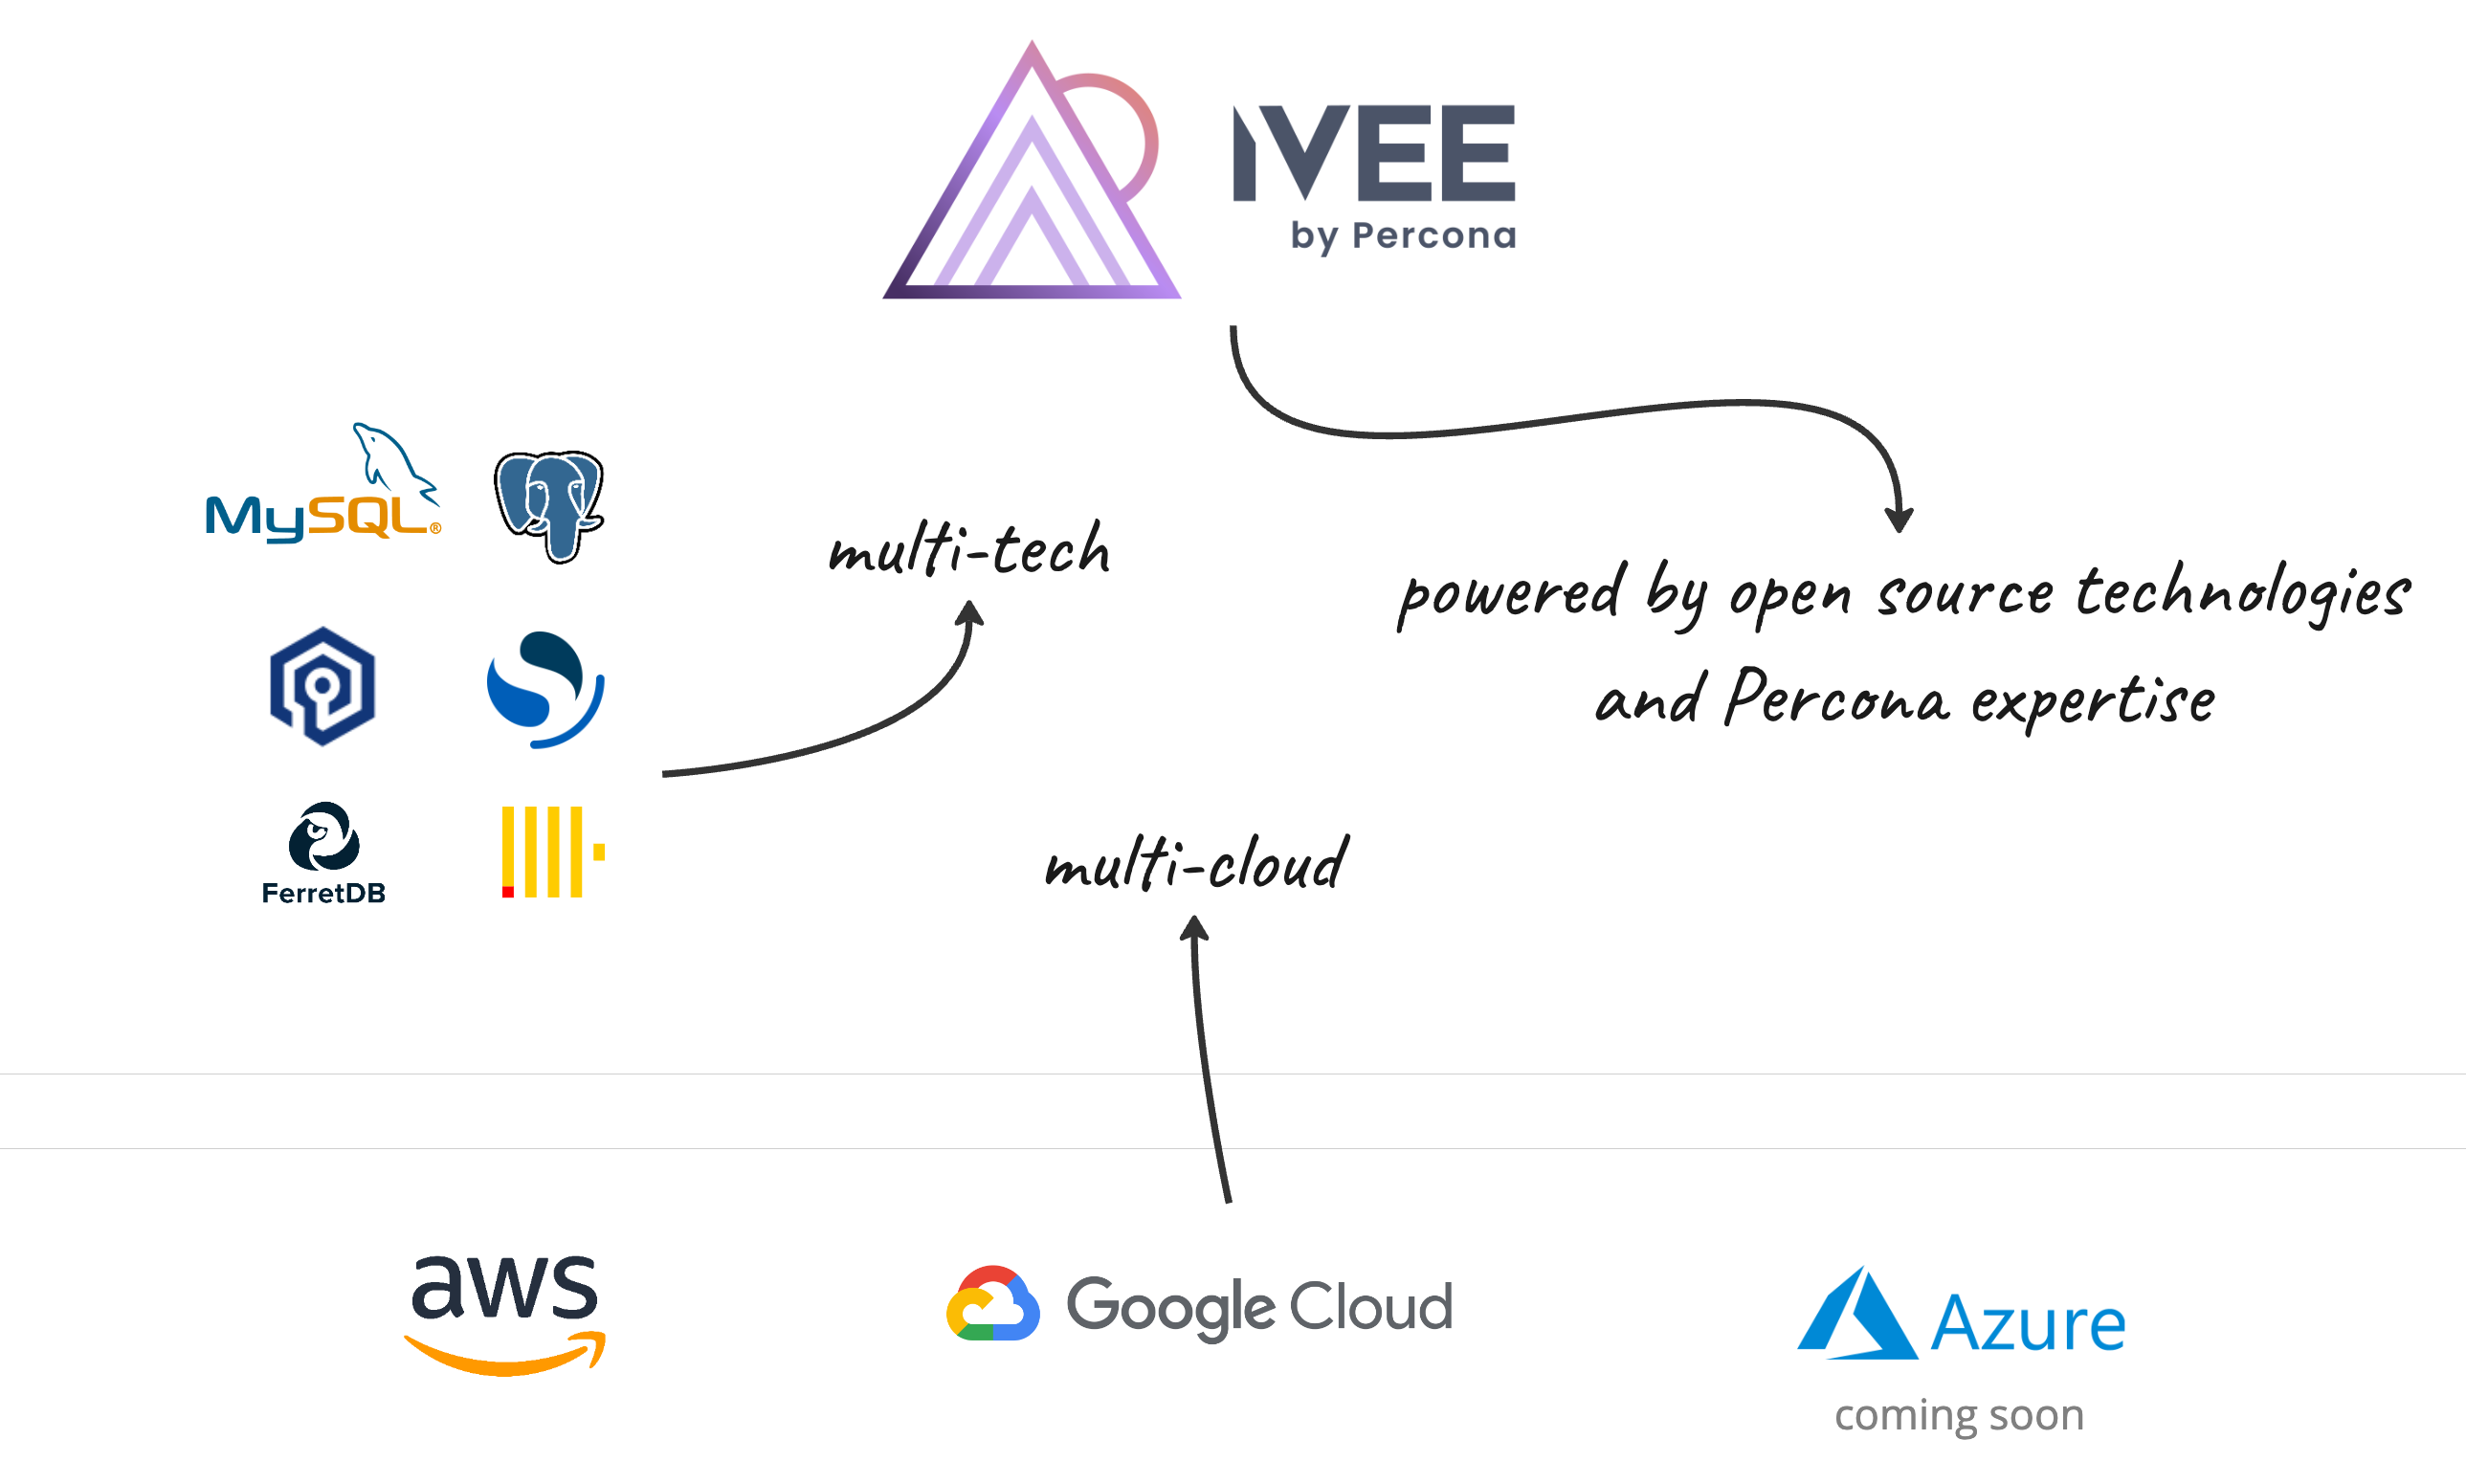 IVEE
by Percona
MySQL®
multi-tech
powered by open source technologies
and Percona expertise
FerretDB
multi-cloud
aws
Google Cloud
Azure
coming soon